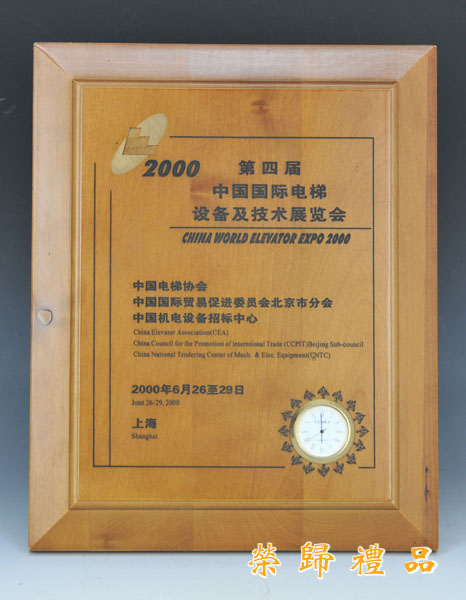 2000 第四届
中国国际电梯
设备及技术展览会
CHINA WORLD ELEVATOR EXPO 2000
中国电梯协会
中国国际贸易促进委员会北京市分会
中国机电设备招标中心
China Elevator Association(CEA)
China Council for the Promotion of International Trade (CCPIT)Beijing Sub-council
China National Tendering Center of Mach. & Elec. Equipment(CNTC)
2000年6月26至29日
June 26-29, 2000
上海
Shanghai
榮歸禮品